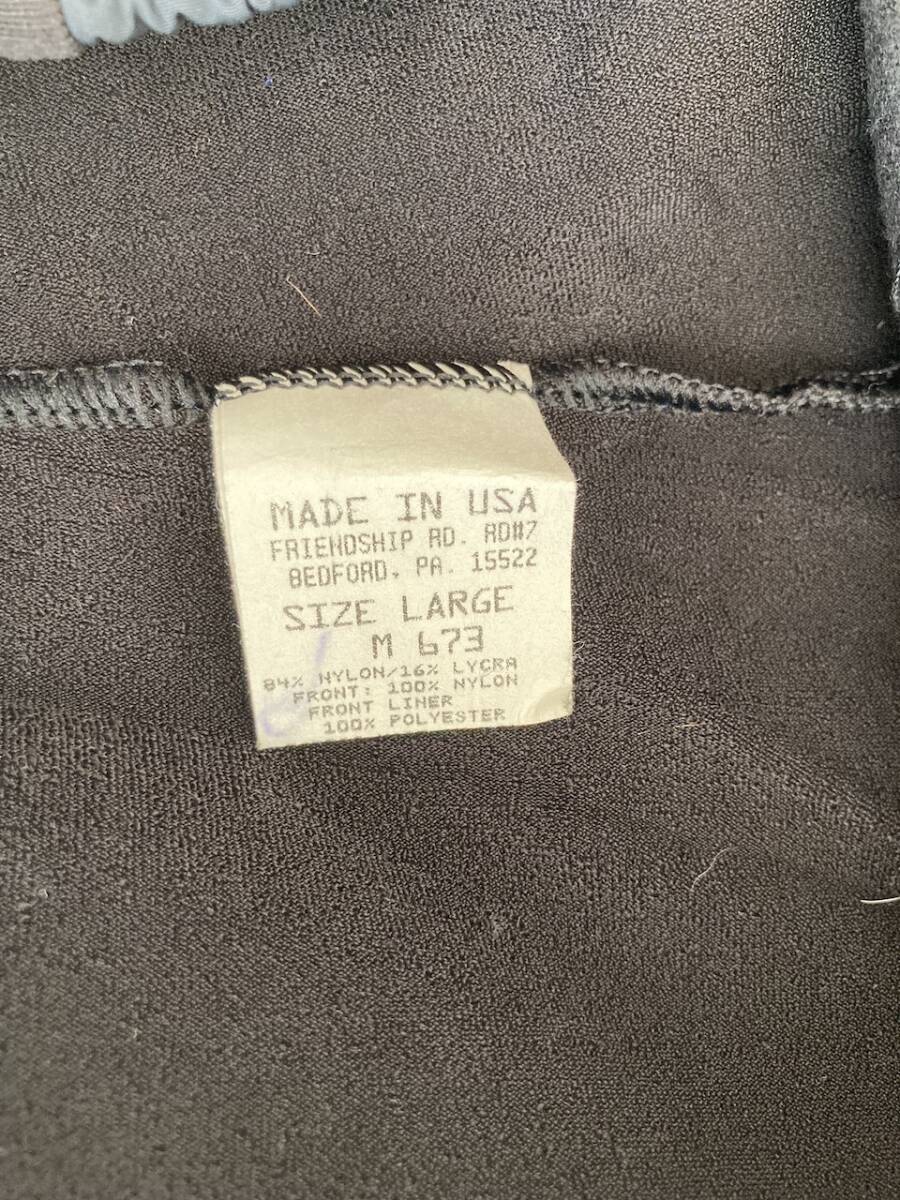 MADE IN USA
FRIENDSHIP RD. RD#7
BEDFORD, PA. 15522
SIZE LARGE
M 673
84% NYLON/16% LYCRA
FRONT: 100% NYLON
FRONT LINER
100% POLYESTER